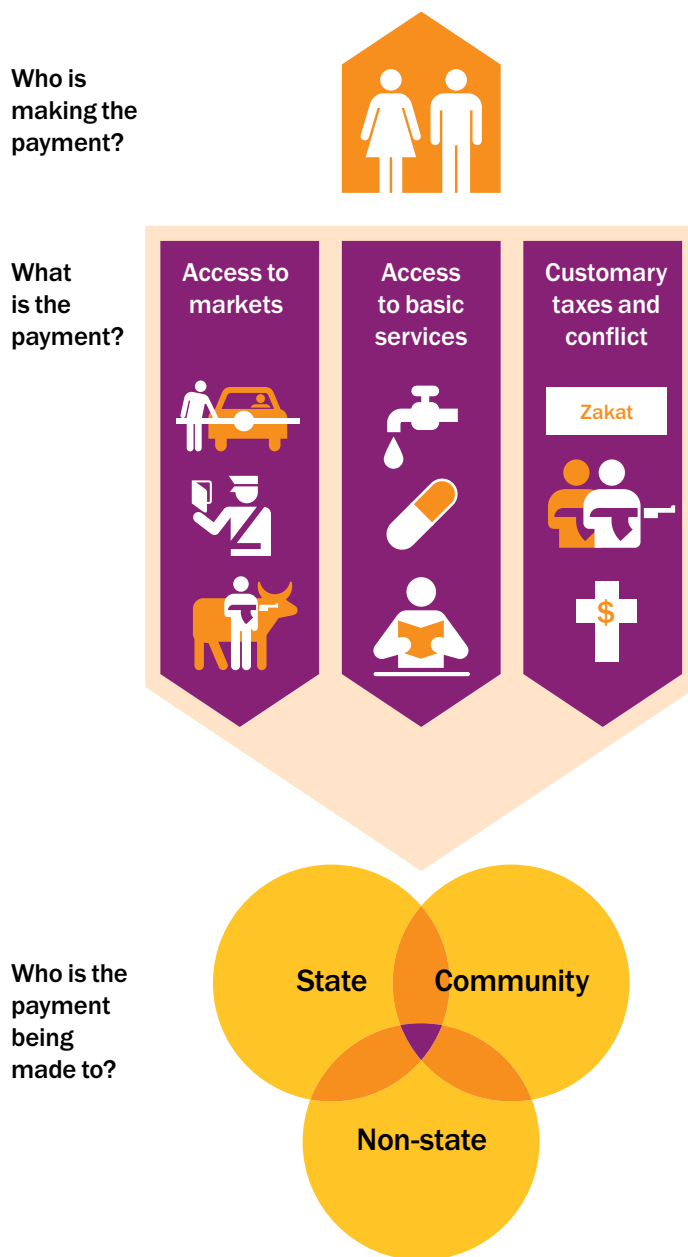 Who is
making the
payment?
What
is the
payment?
Access to
markets
Access
to basic
services
Customary
taxes and
conflict
Zakat
$
Who is the
payment
being
made to?
State
Community
Non-state